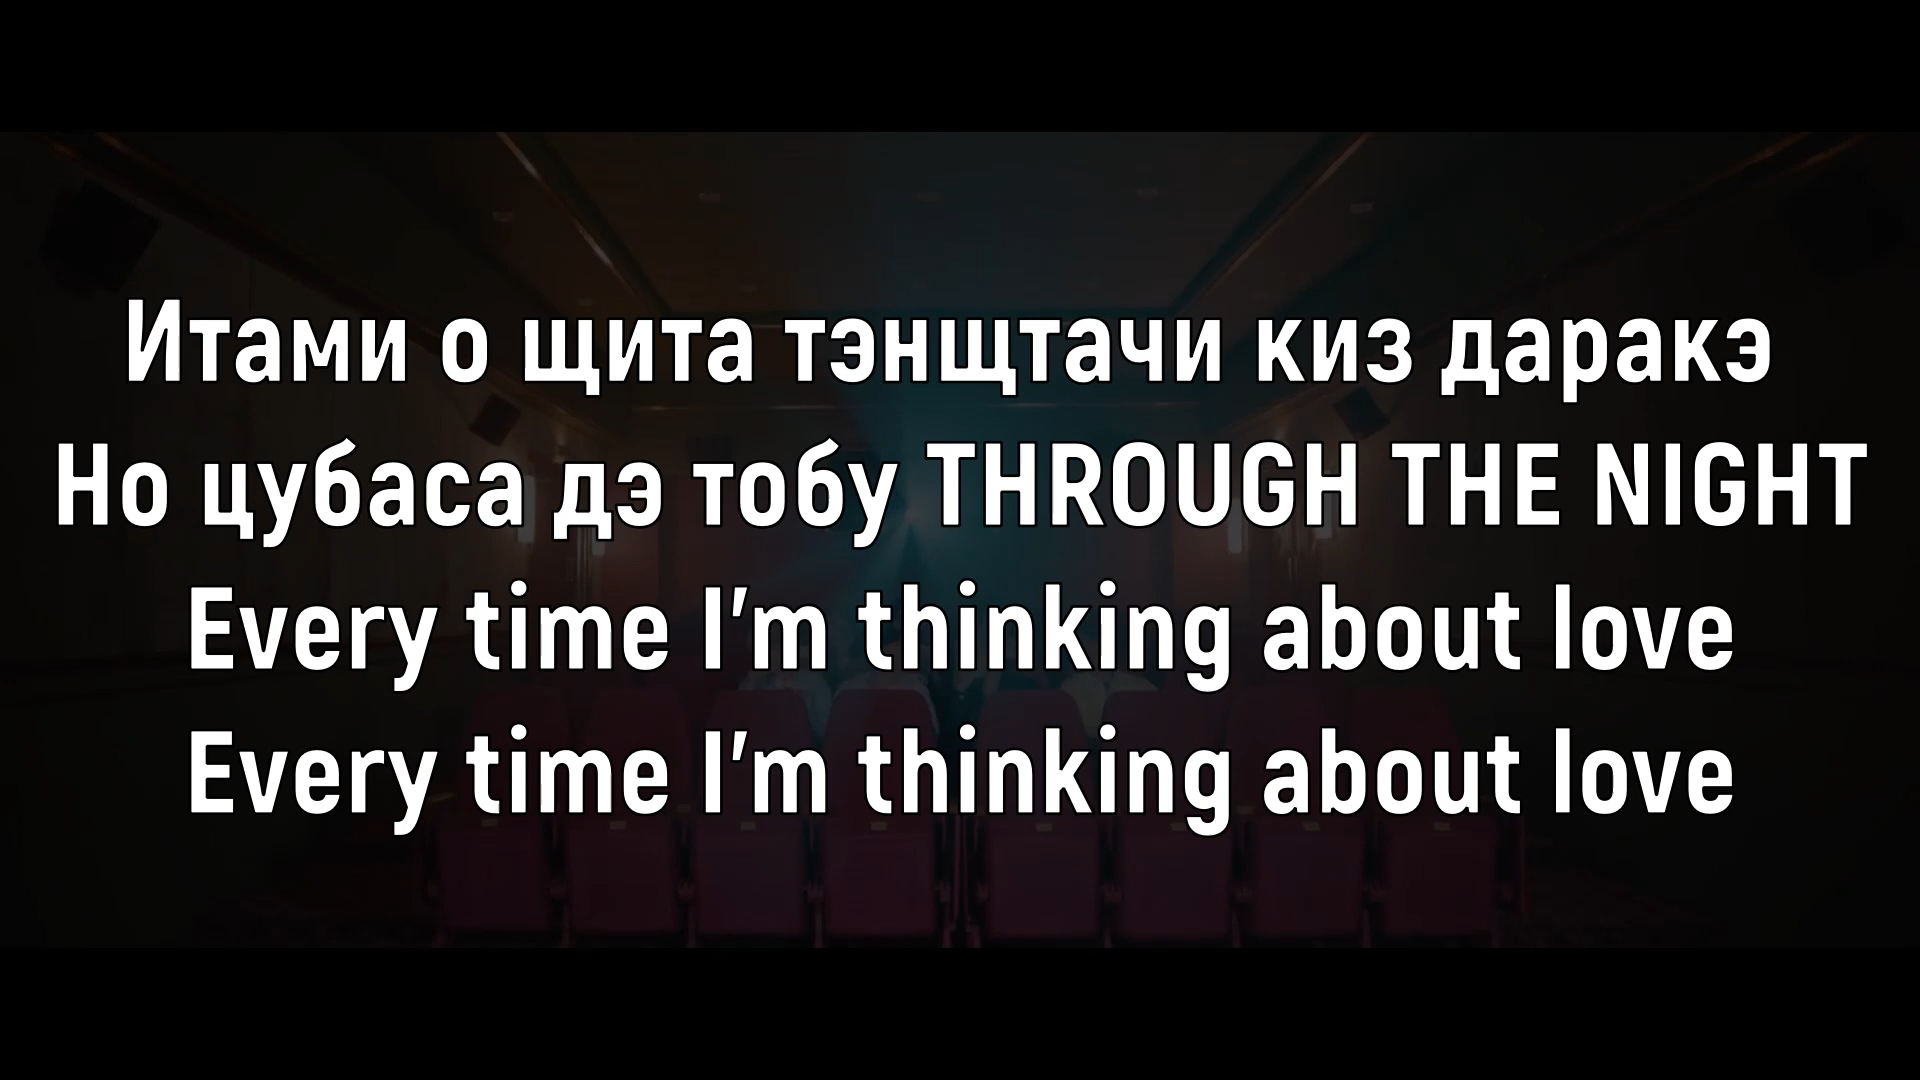 Итами о щита тэнщтачи киз даракэ
Но цубаса дэ тобу THROUGH THE NIGHT
Every time I'm thinking about love
Every time I'm thinking about love